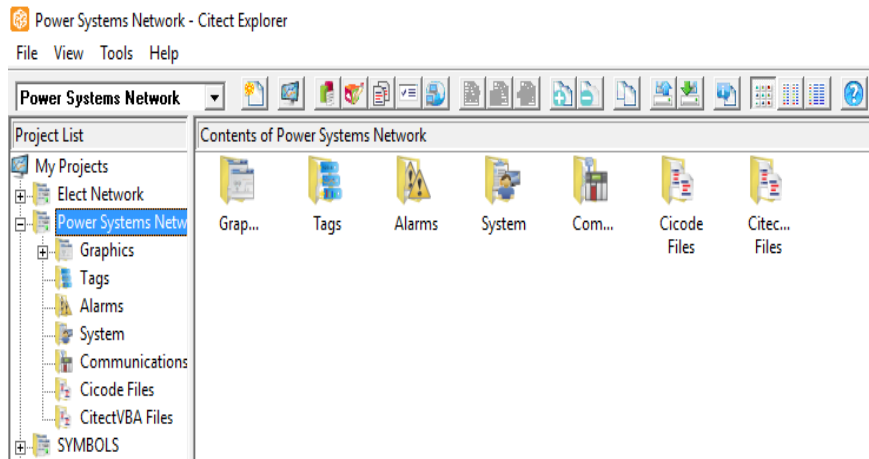 Power Systems Network - Citect Explorer
File View Tools Help
Power Systems Network
Project List
Contents of Power Systems Network
My Projects
Elect Network
Power Systems Netw
Graphics
Tags
Alarms
System
Communications
Cicode Files
CitectVBA Files
SYMBOLS
Grap... Tags Alarms System Com... Cicode Citec...
Files Files